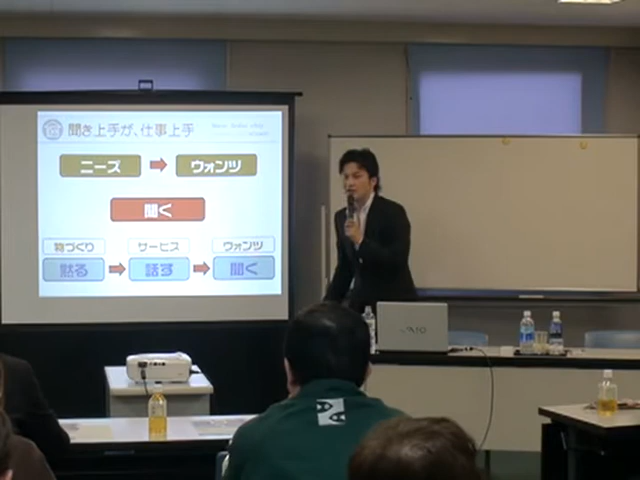 聞き上手が、仕事上手
ニーズ
ウォンツ
聞く
物づくり
サービス
ウォンツ
黙る
話す
聞く
VAIO